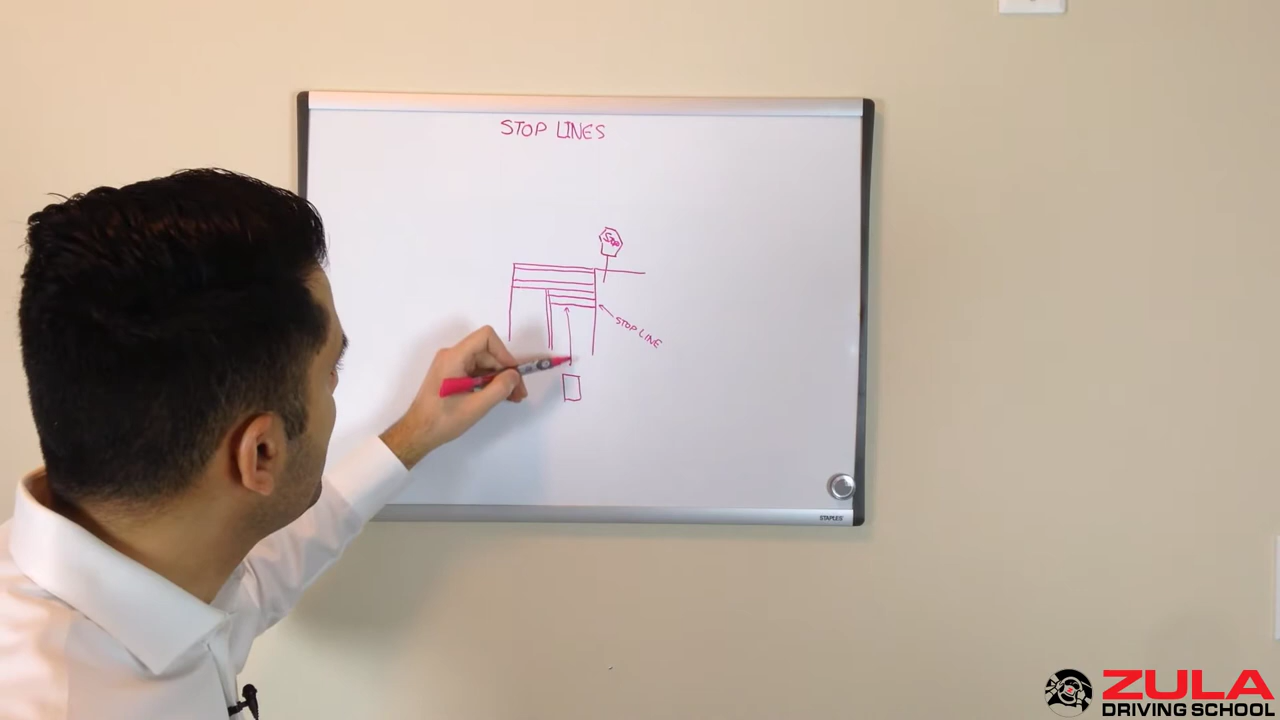 STOP LINES
STOP
STOP LINE
STAPLES
ZULA
DRIVING SCHOOL